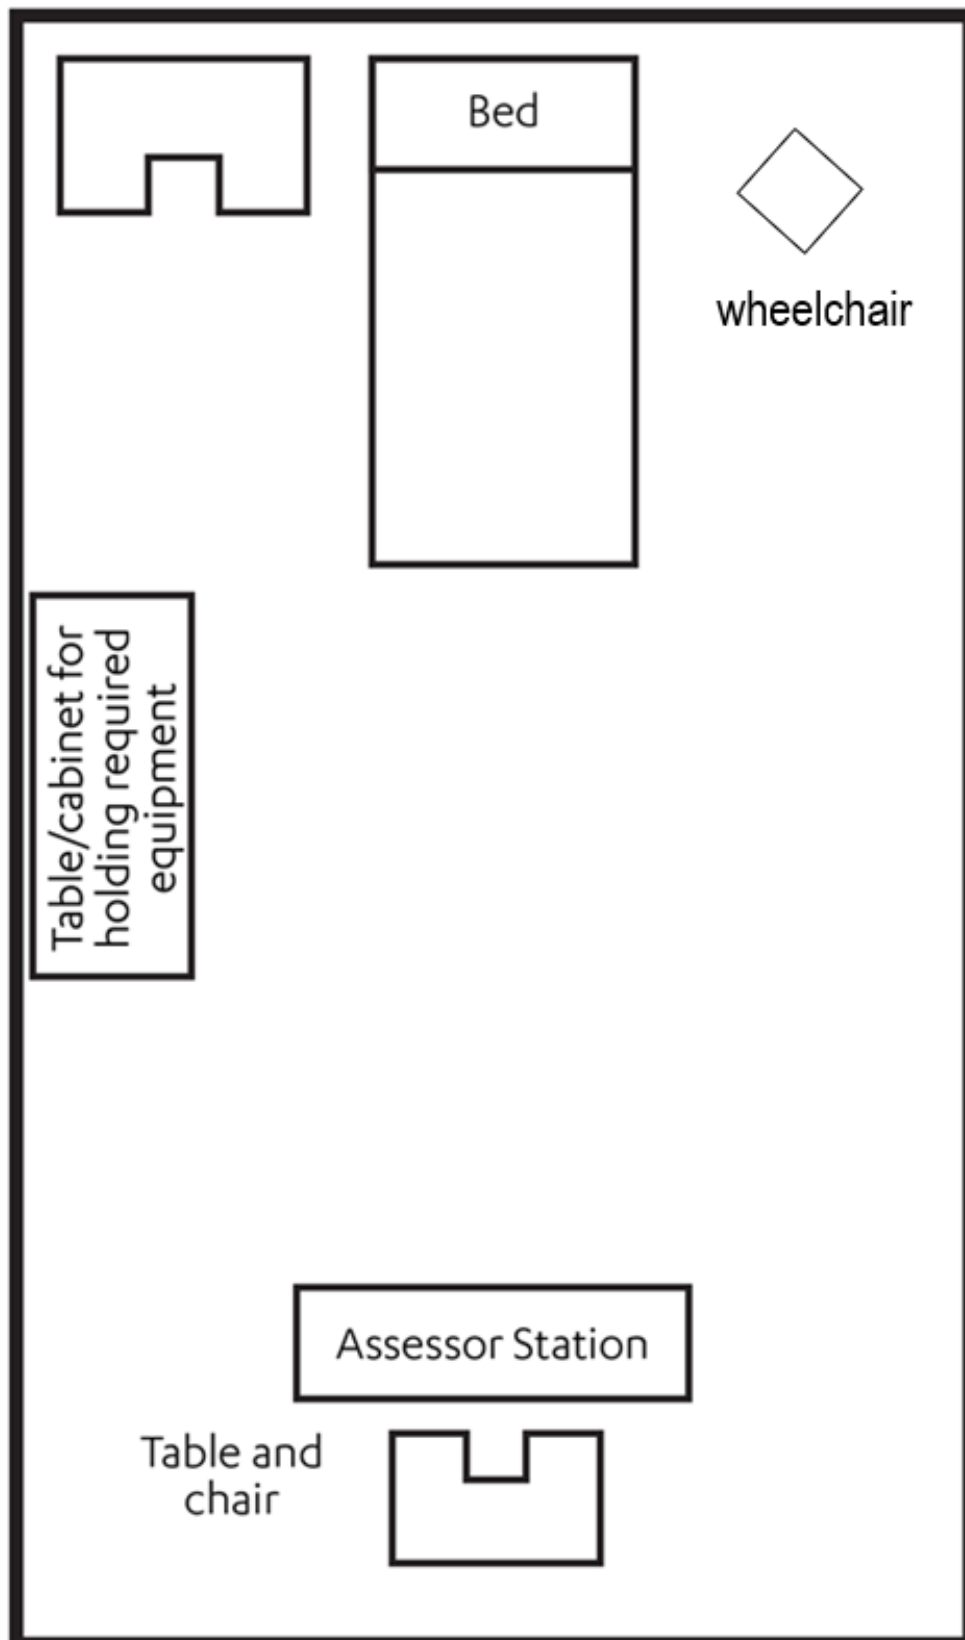 Bed
wheelchair
Table/cabinet for
holding required
equipment
Assessor Station
Table and
chair